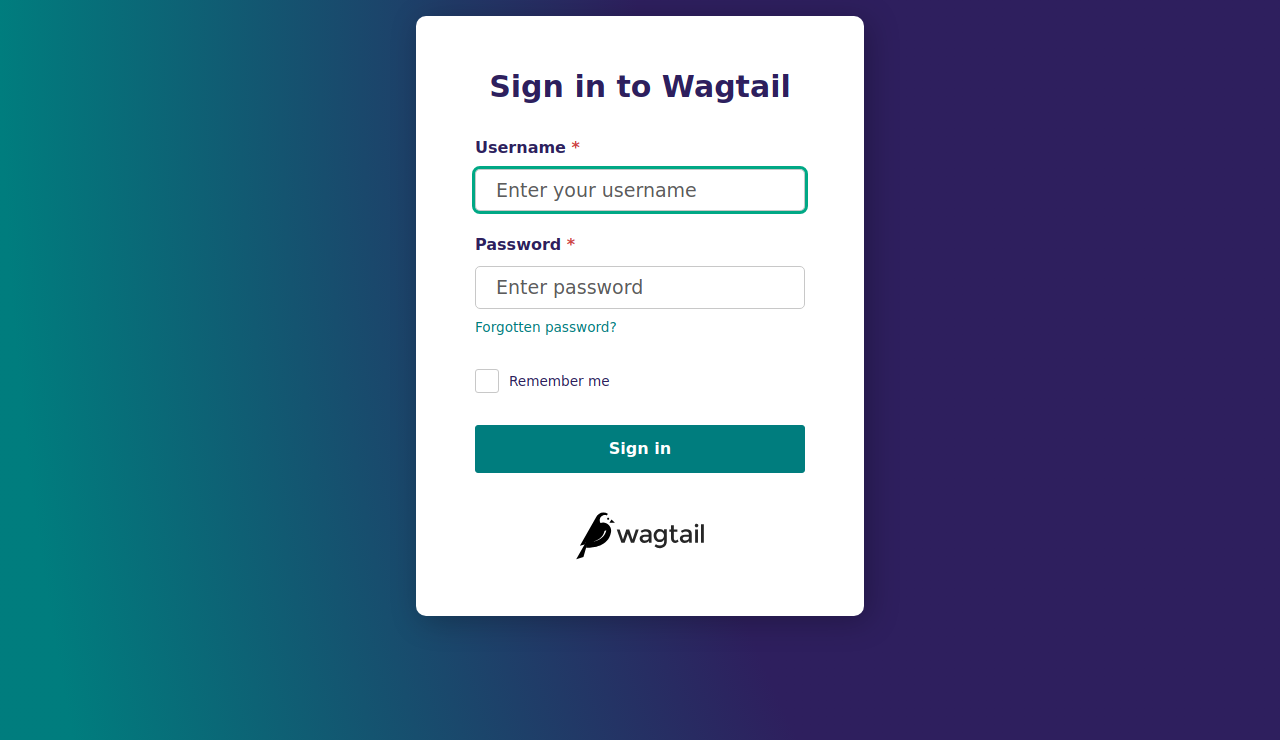 Sign in to Wagtail
Username *
Enter your username
Password *
Enter password
Forgotten password?
Remember me
Sign in
wagtail